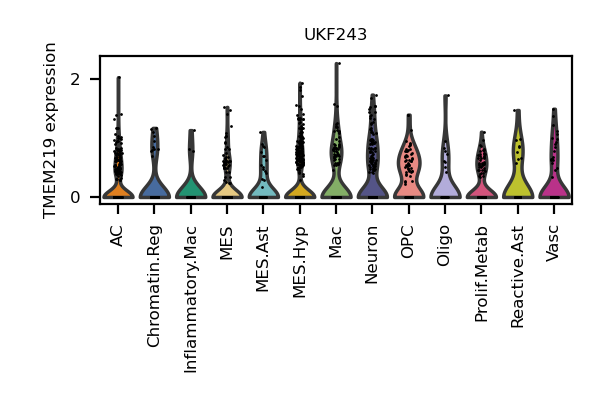 UKF243
TMEM219 expression
2
0
AC
Chromatin.Reg
Inflammatory.Mac
MES
MES.Ast
MES.Hyp
Mac
Neuron
OPC
Oligo
Prolif.Metab
Reactive.Ast
Vasc